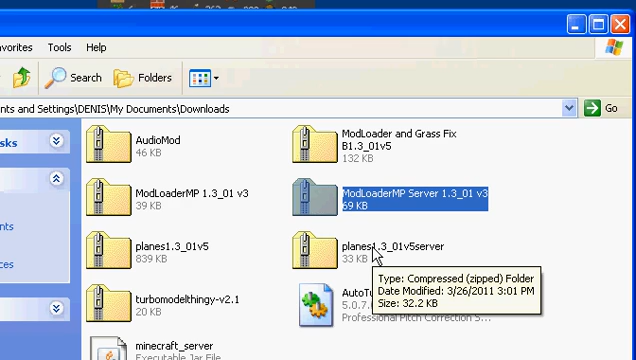 avorites Tools Help
Search Folders
nts and Settings\DENIS\My Documents\Downloads Go
sks
nts
ces
AudioMod
46 KB
ModLoader and Grass Fix
B1.3_01v5
132 KB
ModLoaderMP 1.3_01 v3
39 KB
ModLoaderMP Server 1.3_01 v3
69 KB
planes1.3_01v5
839 KB
planes1.3_01v5server
33 KB
Type: Compressed (zipped) Folder
Date Modified: 3/26/2011 3:01 PM
Size: 32.2 KB
turbomodelthingy-v2.1
20 KB
AutoTu
5.0.7.
Professional Pitch Correction S...
minecraft_server
Executable Jar File